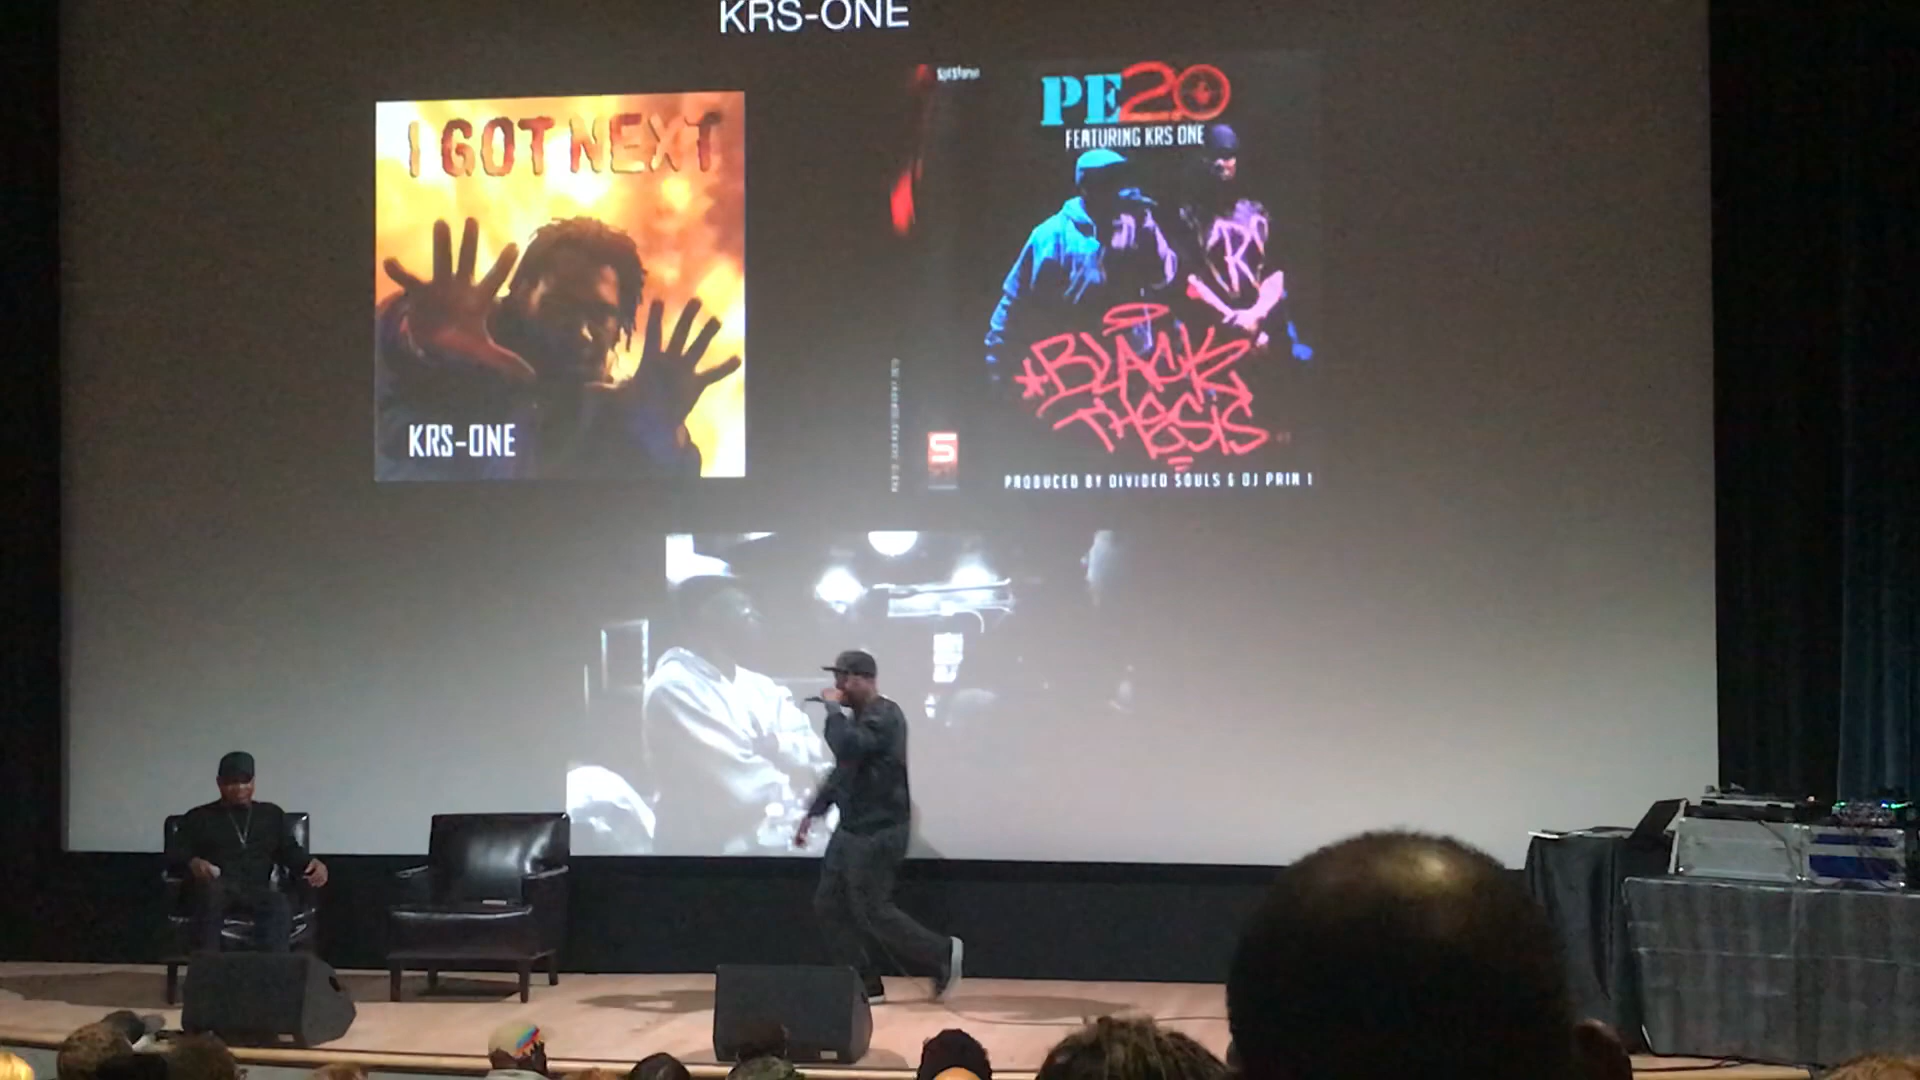 KRS-ONE
I GOT NEXT
KRS-ONE
PE2.0
FEATURING KRS ONE
BLACK
THESIS
S
PRODUCED BY DIVIDED SOULS & DJ PAIN 1